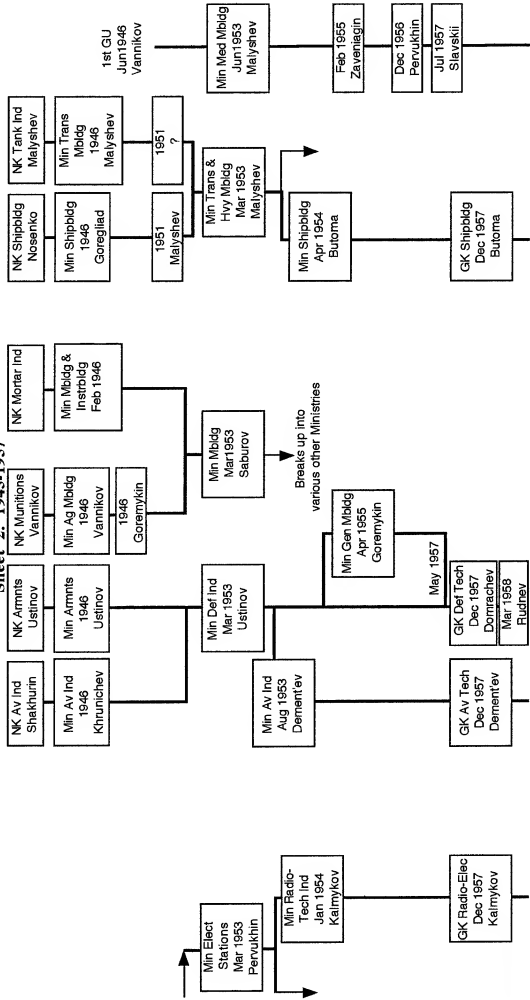 NK Av Ind
Shakhurin
NK Armnts
Ustinov
NK Munitions
Vannikov
NK Mortar Ind
NK Shipbldg
Nosenko
NK Tank Ind
Malyshev
Min Av Ind
1946
Khrunichev
Min Armnts
1946
Ustinov
Min Ag Mbldg
1946
Vannikov
1946
Goremykin
Min Mbldg &
Instrbldg
Feb 1946
Min Shipbldg
1946
Goregliad
Min Trans
Mbldg
1946
Malyshev
1st GU
Jun1946
Vannikov
1951
Malyshev
1951
?
Min Elect
Stations
Mar 1953
Pervukhin
Min Def Ind
Mar 1953
Ustinov
Min Mbldg
Mar1953
Saburov
Min Trans &
Hvy Mbldg
Mar 1953
Malyshev
Min Med Mbldg
Jun1953
Malyshev
Min Radio-
Tech Ind
Jan 1954
Kalmykov
Min Av Ind
Aug 1953
Dement'ev
Breaks up into
various other Ministries
Min Shipbldg
Apr 1954
Butoma
Min Gen Mbldg
Apr 1955
Goremykin
Feb 1955
Zaveniagin
Dec 1956
Pervukhin
May 1957
Jul 1957
Slavskii
GK Radio-Elec
Dec 1957
Kalmykov
GK Av Tech
Dec 1957
Dement'ev
GK Def Tech
Dec 1957
Domrachev
Mar 1958
Rudnev
GK Shipbldg
Dec 1957
Butoma